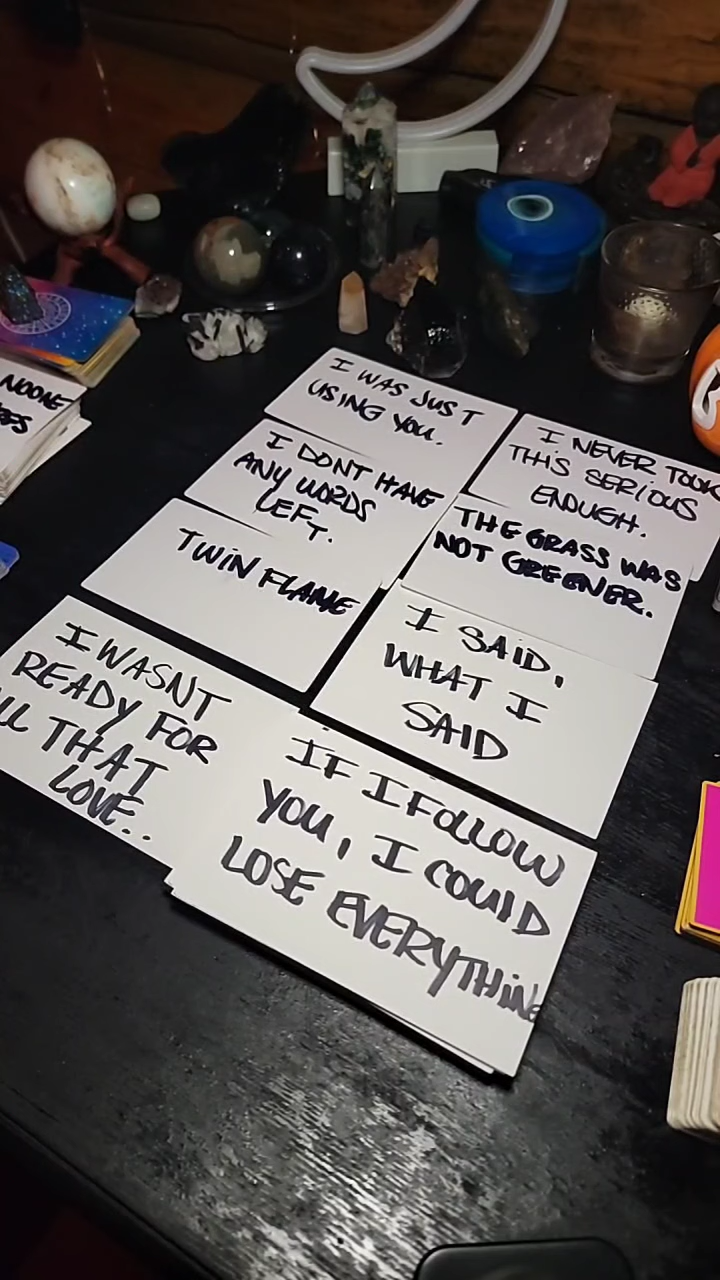 I WAS JUST
USING YOU.
I NEVER TOOK
THIS SERIOUS
ENOUGH.
I DONT HAVE
ANY WORDS
LEFT.
THE GRASS WAS
NOT GREENER.
TWIN FLAME
I SAID,
WHAT I
SAID
I WASNT
READY FOR
ALL THAT
LOVE..
IF I FOLLOW
YOU, I COULD
LOSE EVERYTHING